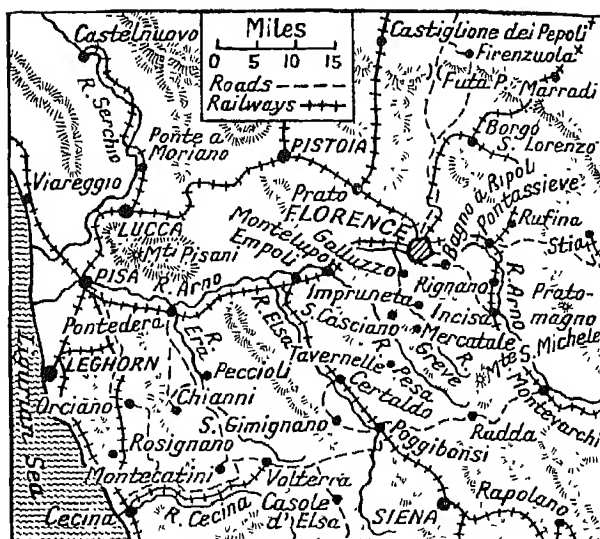 Miles
0 5 10 15
Roads
Railways
Castelnuovo
R. Serchio
Castiglione dei Pepoli
Firenzuola
Futa P.
Marradi
Ponte a
Moriano
PISTOIA
Borgo
S. Lorenzo
Viareggio
Prato
FLORENCE
Bagno a Ripoli
Pontassieve
Rufina
Stia
LUCCA
Mti Pisani
Montelupo
Empoli
Galluzzo
PISA
R. Arno
Impruneta
Rignano
R. Arno
Prato-
magno
Pontedera
R. Era
R. Elsa
S. Casciano
Incisa
Mercatale
R. Greve
R. Pesa
Mte S. Michele
LEGHORN
Peccioli
Tavernelle
Certaldo
Montevarchi
Orciano
Chianni
S. Gimignano
Poggibonsi
Radda
Ligurian Sea
Rosignano
Montecatini
Volterra
Cecina
R. Cecina
Casole
d'Elsa
SIENA
Rapolano